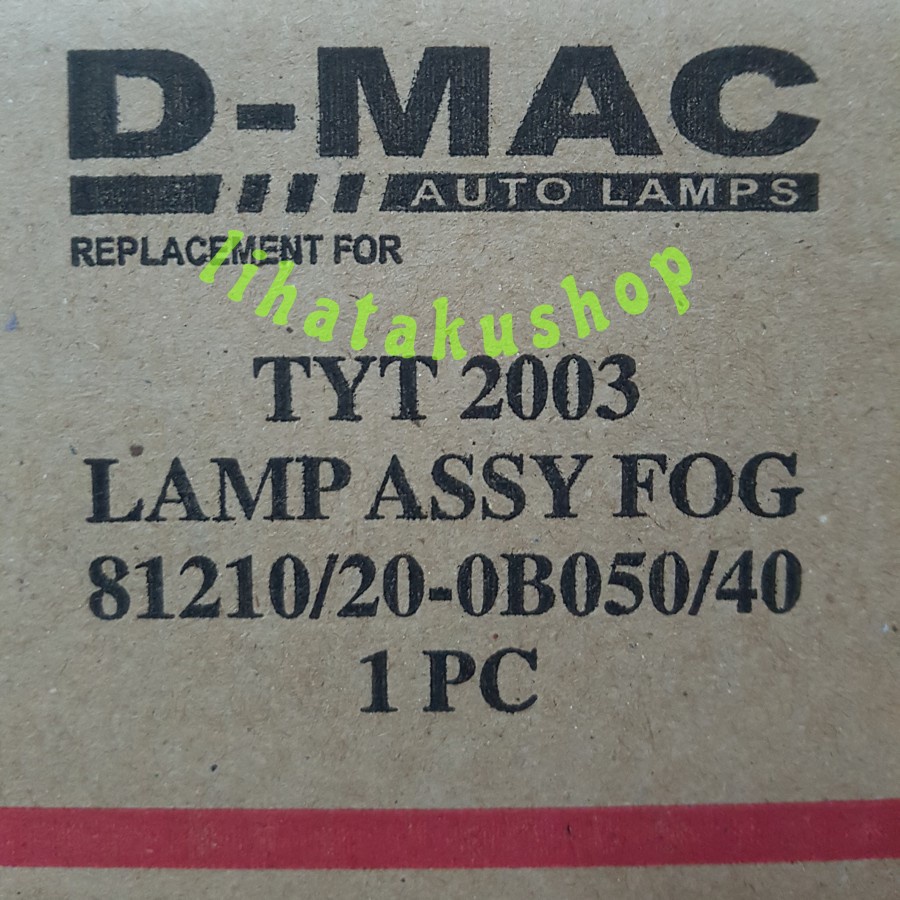 D-MAC
AUTO LAMPS
REPLACEMENT FOR
lihatakushop
TYT 2003
LAMP ASSY FOG
81210/20-0B050/40
1 PC